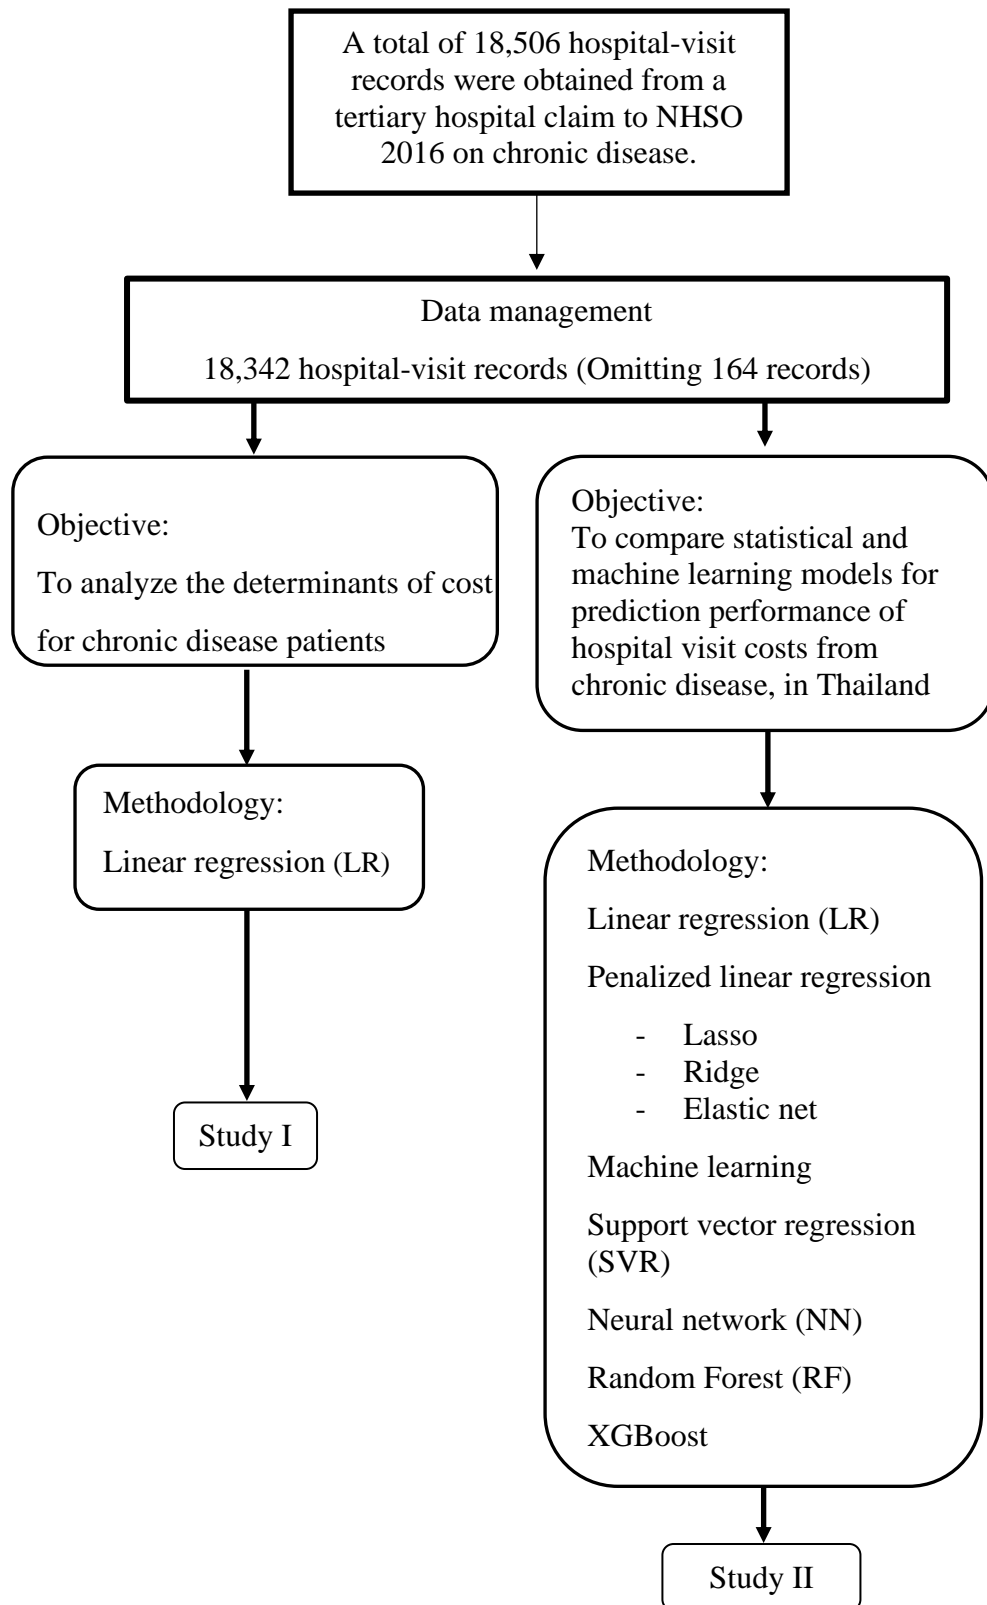 A total of 18,506 hospital-visit
records were obtained from a
tertiary hospital claim to NHSO
2016 on chronic disease.
Data management
18,342 hospital-visit records (Omitting 164 records)
Objective:
To analyze the determinants of cost
for chronic disease patients
Objective:
To compare statistical and
machine learning models for
prediction performance of
hospital visit costs from
chronic disease, in Thailand
Methodology:
Linear regression (LR)
Study I
Methodology:
Linear regression (LR)
Penalized linear regression
- Lasso
- Ridge
- Elastic net
Machine learning
Support vector regression
(SVR)
Neural network (NN)
Random Forest (RF)
XGBoost
Study II